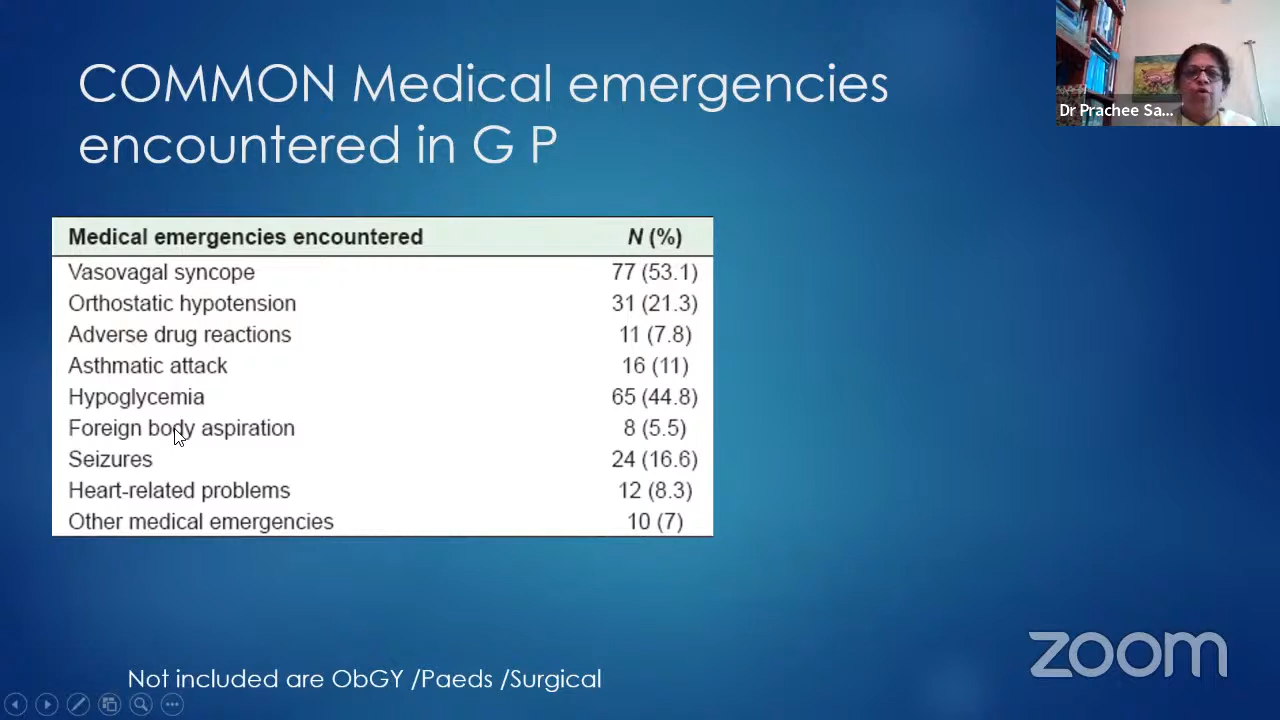 COMMON Medical emergencies
encountered in G P
Dr Prachee Sa...
Medical emergencies encountered N (%)
Vasovagal syncope 77 (53.1)
Orthostatic hypotension 31 (21.3)
Adverse drug reactions 11 (7.8)
Asthmatic attack 16 (11)
Hypoglycemia 65 (44.8)
Foreign body aspiration 8 (5.5)
Seizures 24 (16.6)
Heart-related problems 12 (8.3)
Other medical emergencies 10 (7)
Not included are ObGY /Paeds /Surgical
zoom